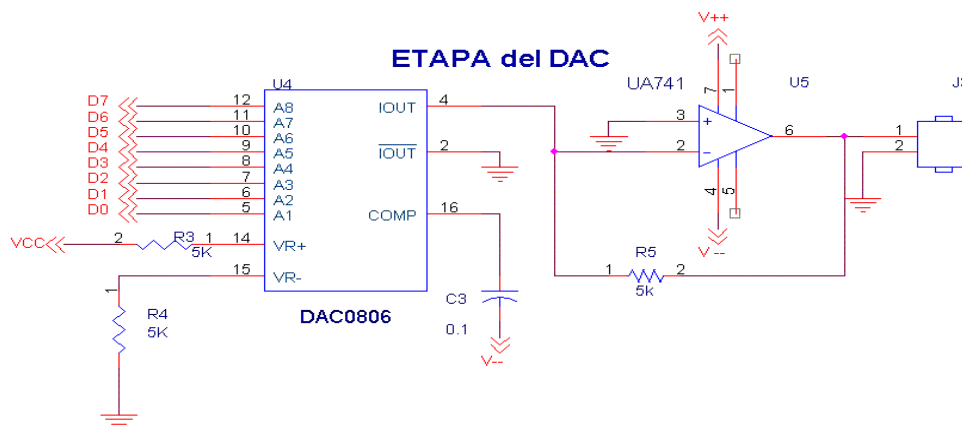 ETAPA del DAC
V++
UA741
U5
J3
U4
D7 12 A8 IOUT 4
D6 11 A7
D5 10 A6
D4 9 A5 IOUT 2
D3 8 A4
D2 7 A3
D1 6 A2
D0 5 A1 COMP 16
VCC 2 R3 1 14 VR+
5K
15 VR-
1
R4
5K
DAC0806
C3
0.1
V--
7 1
3 +
2 -
6
4 5
V--
1
2
R5
1 2
5k